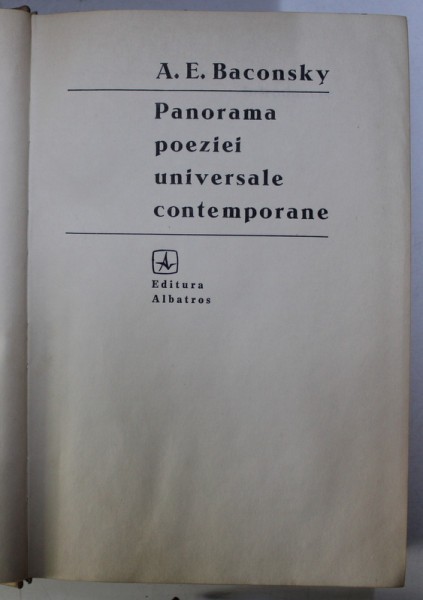 A. E. Baconsky
Panorama
poeziei
universale
contemporane
Editura
Albatros